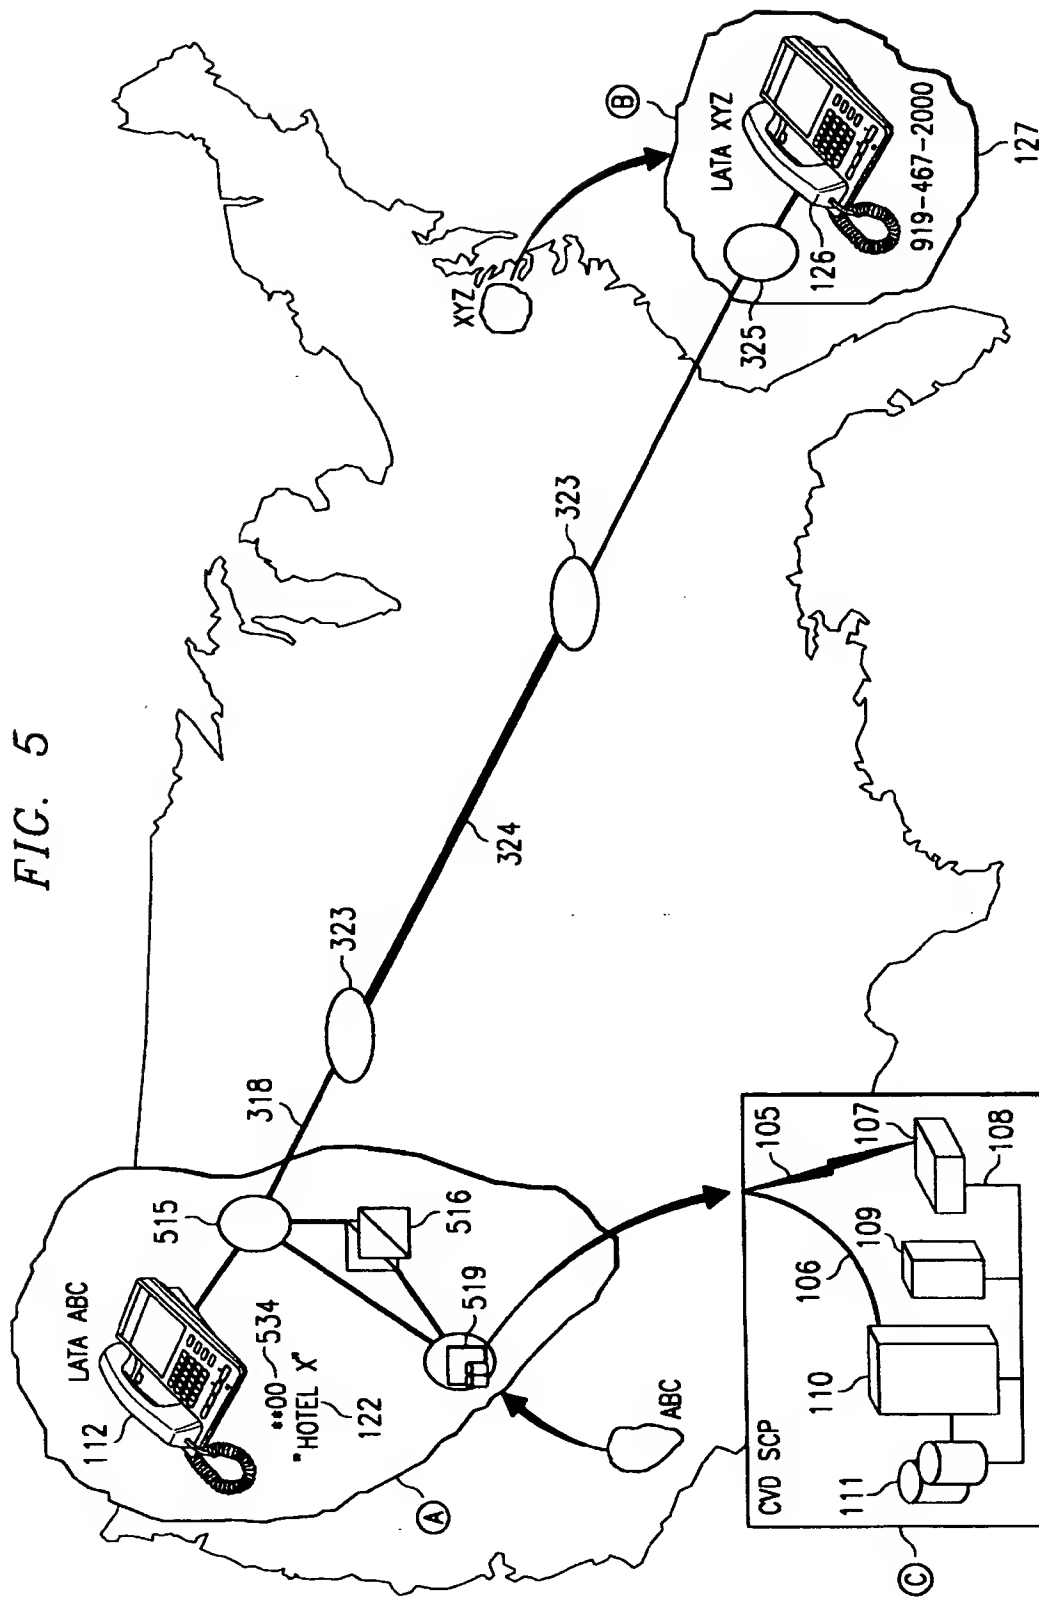 FIG. 5
LATA ABC
112
**00
534
"HOTEL X"
122
515
516
519
318
323
324
323
XYZ
ABC
A
B
LATA XYZ
325
126
919-467-2000
127
CVD SCP
105
106
107
108
109
110
111
C